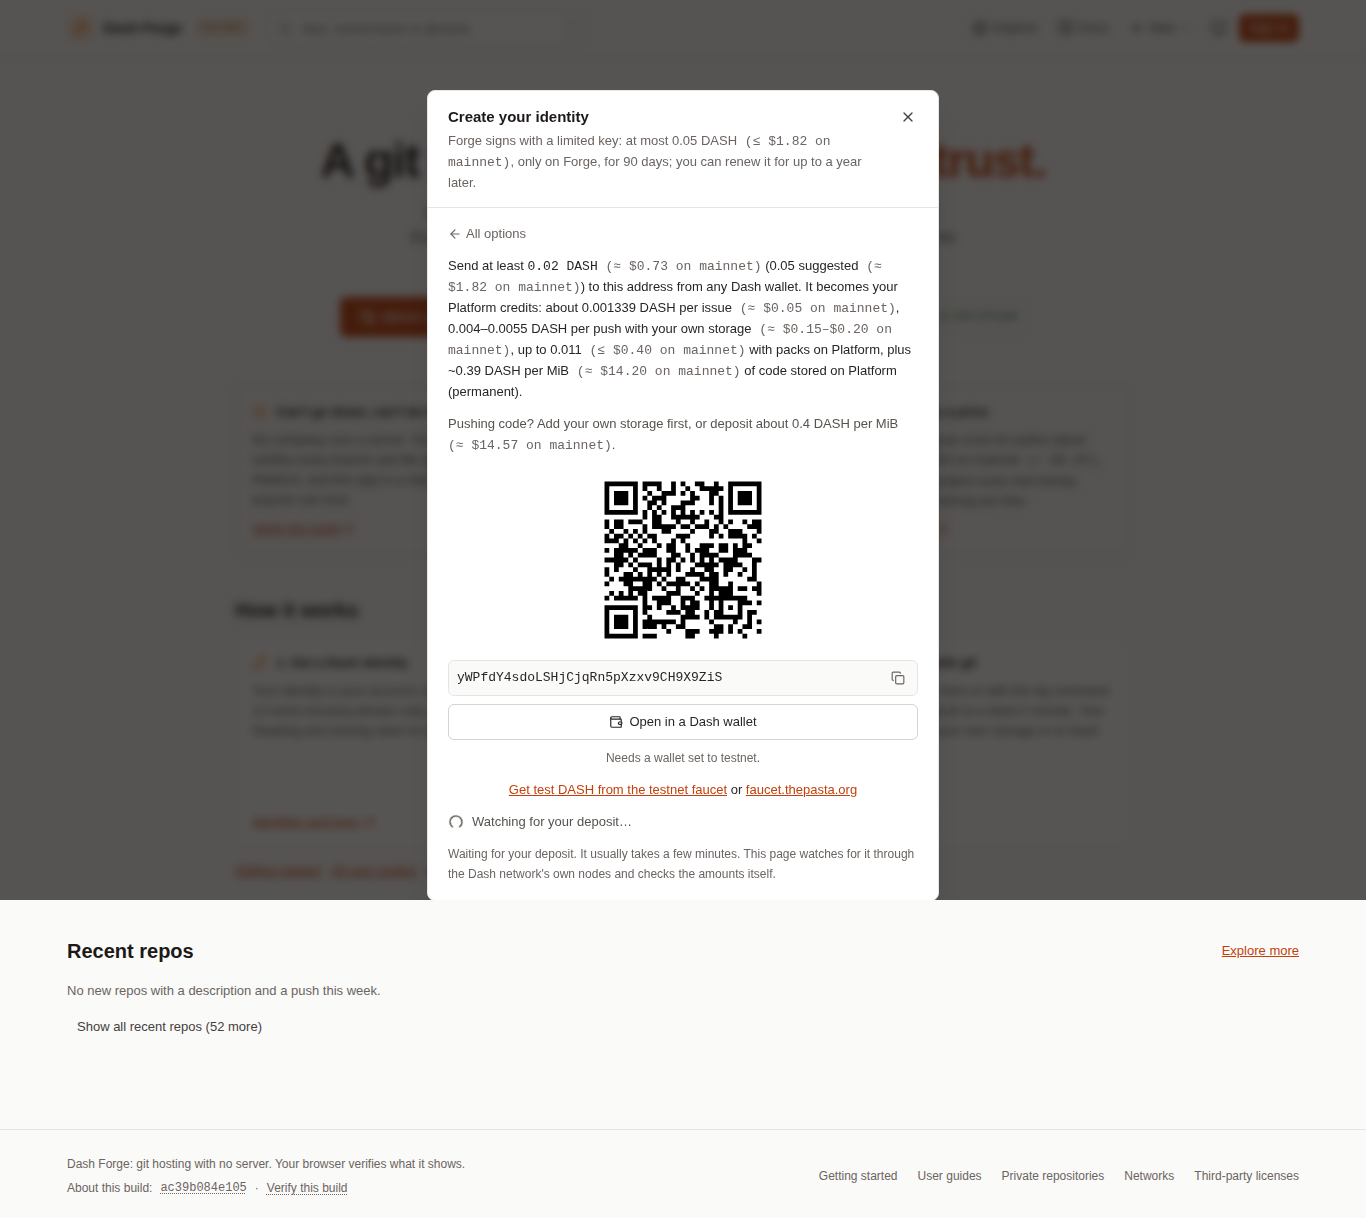 Dash Forge
A git
trust.
Create your identity
Forge signs with a limited key: at most 0.05 DASH (≤ $1.82 on
mainnet), only on Forge, for 90 days; you can renew it for up to a year
later.
All options
Send at least 0.02 DASH (≈ $0.73 on mainnet) (0.05 suggested (≈
$1.82 on mainnet)) to this address from any Dash wallet. It becomes your
Platform credits: about 0.001339 DASH per issue (≈ $0.05 on mainnet),
0.004–0.0055 DASH per push with your own storage (≈ $0.15–$0.20 on
mainnet), up to 0.011 (≤ $0.40 on mainnet) with packs on Platform, plus
~0.39 DASH per MiB (≈ $14.20 on mainnet) of code stored on Platform
(permanent).
Pushing code? Add your own storage first, or deposit about 0.4 DASH per MiB
(≈ $14.57 on mainnet).
yWPfdY4sdoLSHjCjqRn5pXzxv9CH9X9ZiS
Open in a Dash wallet
Needs a wallet set to testnet.
Get test DASH from the testnet faucet or faucet.thepasta.org
Watching for your deposit…
Waiting for your deposit. It usually takes a few minutes. This page watches for it through
the Dash network's own nodes and checks the amounts itself.
How it works
Recent repos
Explore more
No new repos with a description and a push this week.
Show all recent repos (52 more)
Dash Forge: git hosting with no server. Your browser verifies what it shows.
About this build: ac39b084e105 · Verify this build
Getting started
User guides
Private repositories
Networks
Third-party licenses